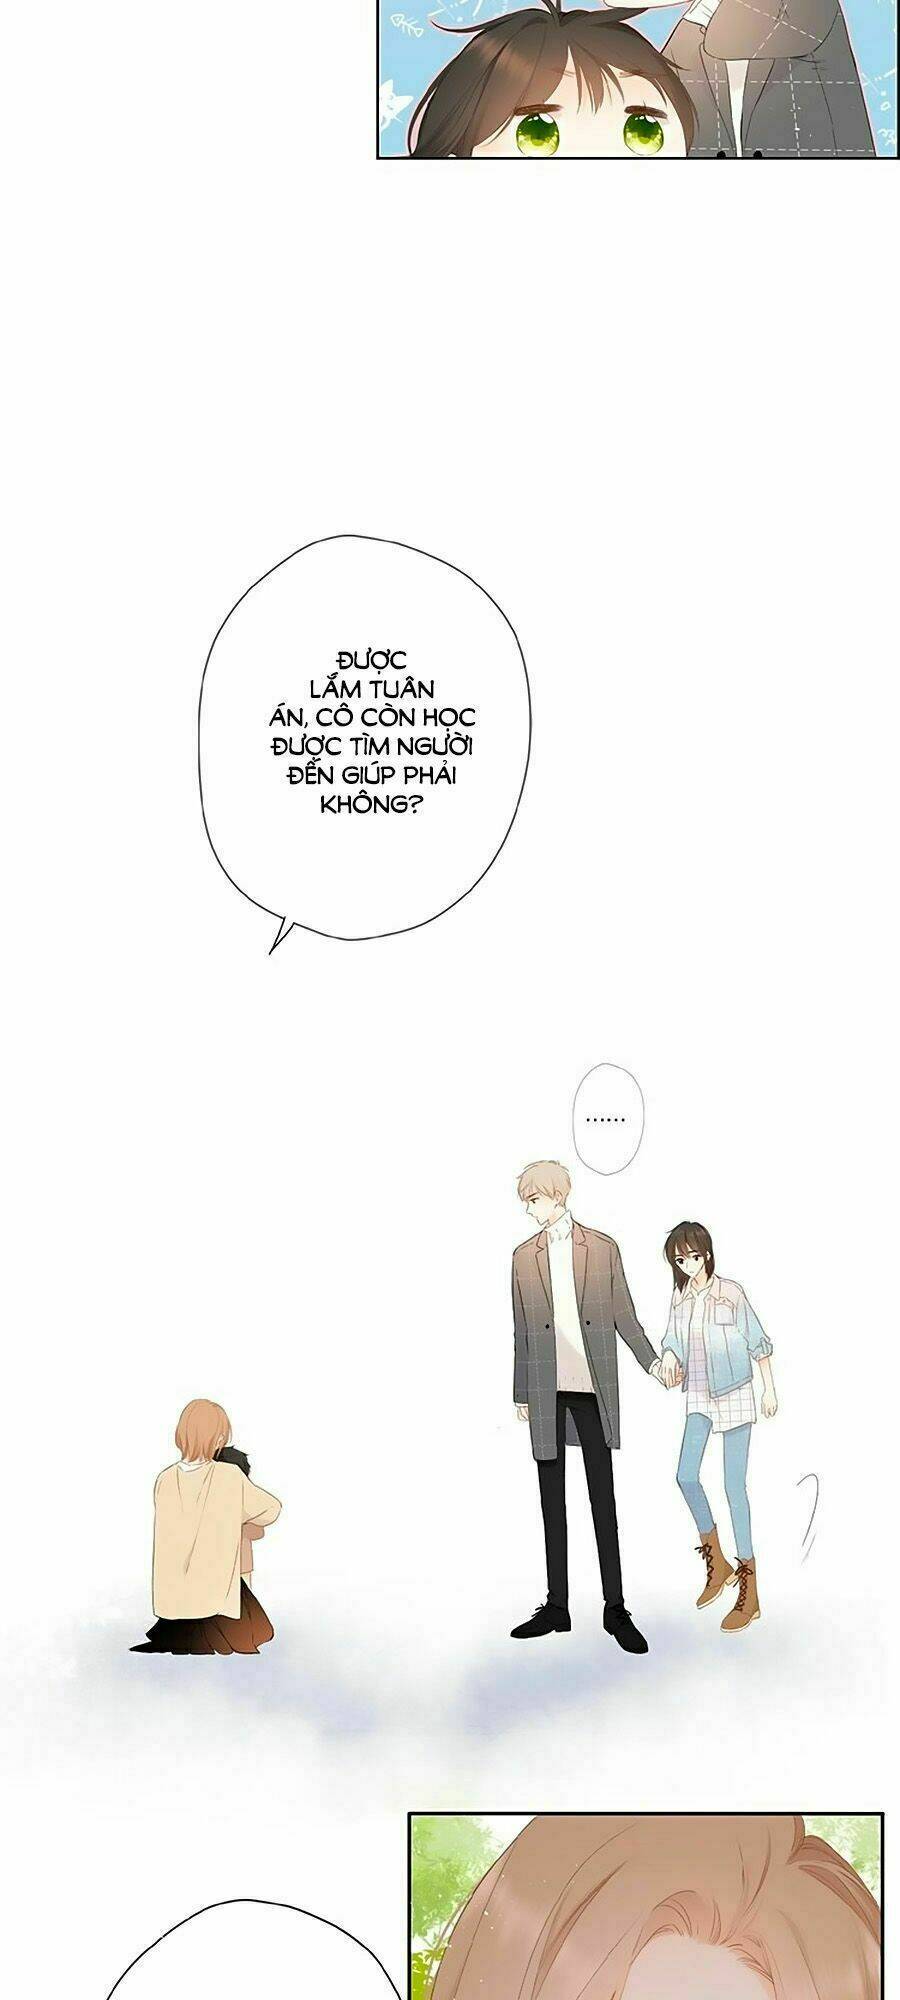 ĐƯỢC
LẮM TUÂN
ÁN, CÔ CÒN HỌC
ĐƯỢC TÌM NGƯỜI
ĐẾN GIÚP PHẢI
KHÔNG?
......